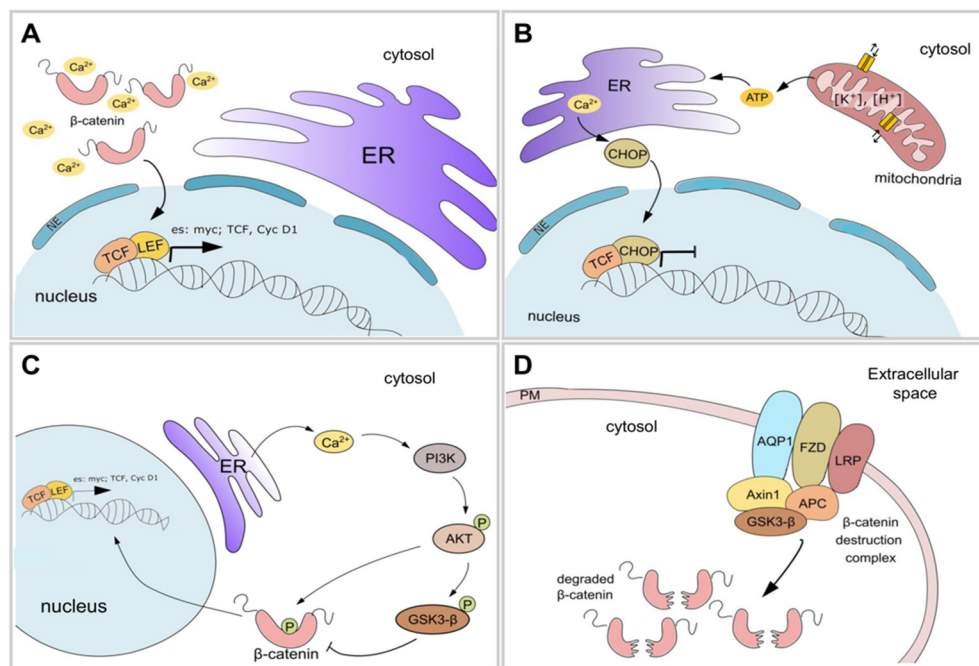 A
cytosol
Ca²⁺
Ca²⁺
Ca²⁺
β-catenin
Ca²⁺
Ca²⁺
ER
NE
es: myc; TCF, Cyc D1
TCF
LEF
nucleus
B
cytosol
ER
Ca²⁺
ATP
[K⁺], [H⁺]
CHOP
mitochondria
NE
TCF
CHOP
nucleus
C
cytosol
ER
Ca²⁺
PI3K
es: myc; TCF, Cyc D1
TCF
LEF
P
AKT
nucleus
P
P
GSK3-β
β-catenin
D
Extracellular
space
PM
cytosol
AQP1
FZD
LRP
Axin1
APC
GSK3-β
β-catenin
destruction
complex
degraded
β-catenin